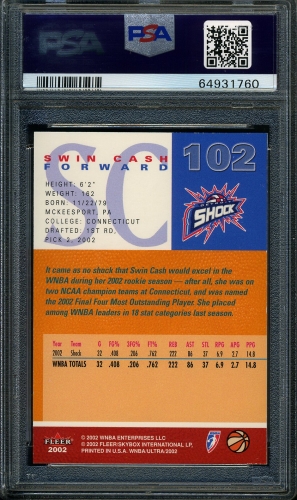 PSA
PSA
64931760
SC
SWIN CASH
FORWARD
102
HEIGHT: 6'2"
WEIGHT: 162
BORN: 11/22/79
MCKEESPORT, PA
COLLEGE: CONNECTICUT
DRAFTED: 1ST RD.
PICK 2, 2002
SHOCK
It came as no shock that Swin Cash would excel in the
WNBA during her 2002 rookie season — after all, she was on
two NCAA champion teams at Connecticut, and was named
the 2002 Final Four Most Outstanding Player. She placed
among WNBA leaders in 18 stat categories last season.
Year Team G FG% 3FG% FT% REB AST STL RPG APG PPG
2002 Shock 32 .408 .206 .762 222 86 37 6.9 2.7 14.8
WNBA TOTALS 32 .408 .206 .762 222 86 37 6.9 2.7 14.8
FLEER
2002
© 2002 WNBA ENTERPRISES LLC
© 2002 FLEER/SKYBOX INTERNATIONAL LP,
PRINTED IN U.S.A. WNBA ULTRA/2002